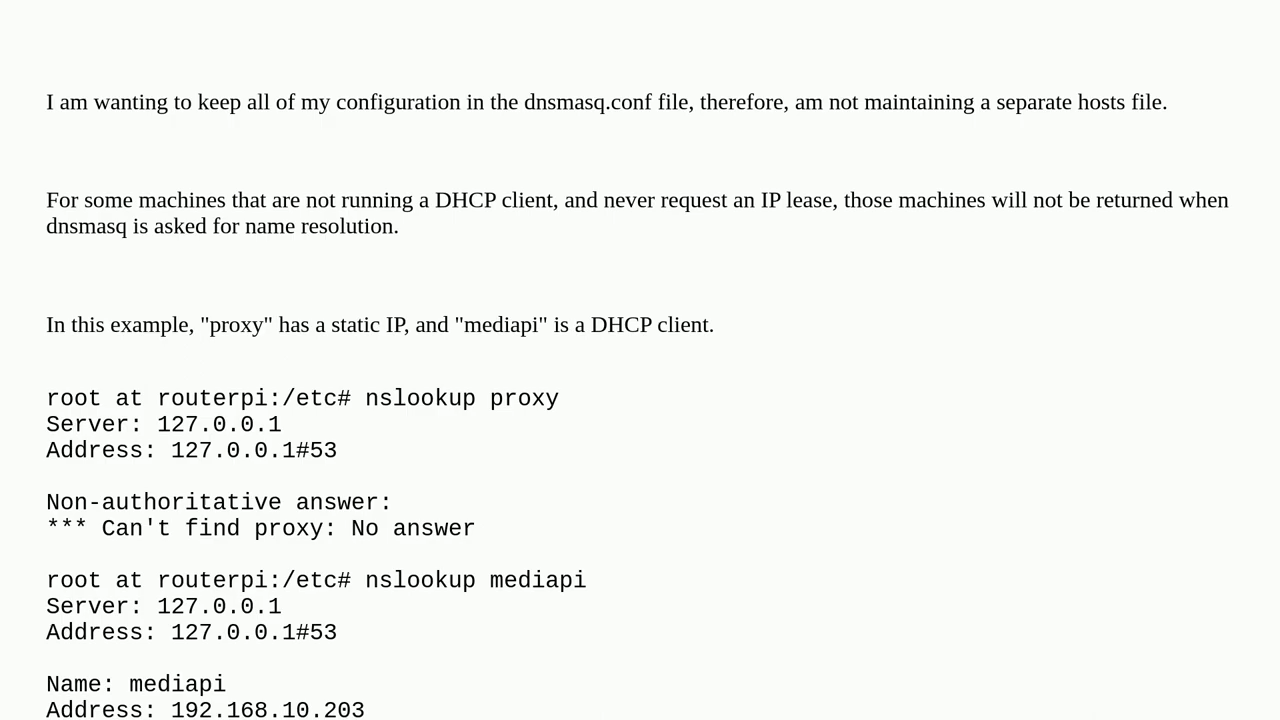 I am wanting to keep all of my configuration in the dnsmasq.conf file, therefore, am not maintaining a separate hosts file.
For some machines that are not running a DHCP client, and never request an IP lease, those machines will not be returned when
dnsmasq is asked for name resolution.
In this example, "proxy" has a static IP, and "mediapi" is a DHCP client.
root at routerpi:/etc# nslookup proxy
Server: 127.0.0.1
Address: 127.0.0.1#53
Non-authoritative answer:
*** Can't find proxy: No answer
root at routerpi:/etc# nslookup mediapi
Server: 127.0.0.1
Address: 127.0.0.1#53
Name: mediapi
Address: 192.168.10.203